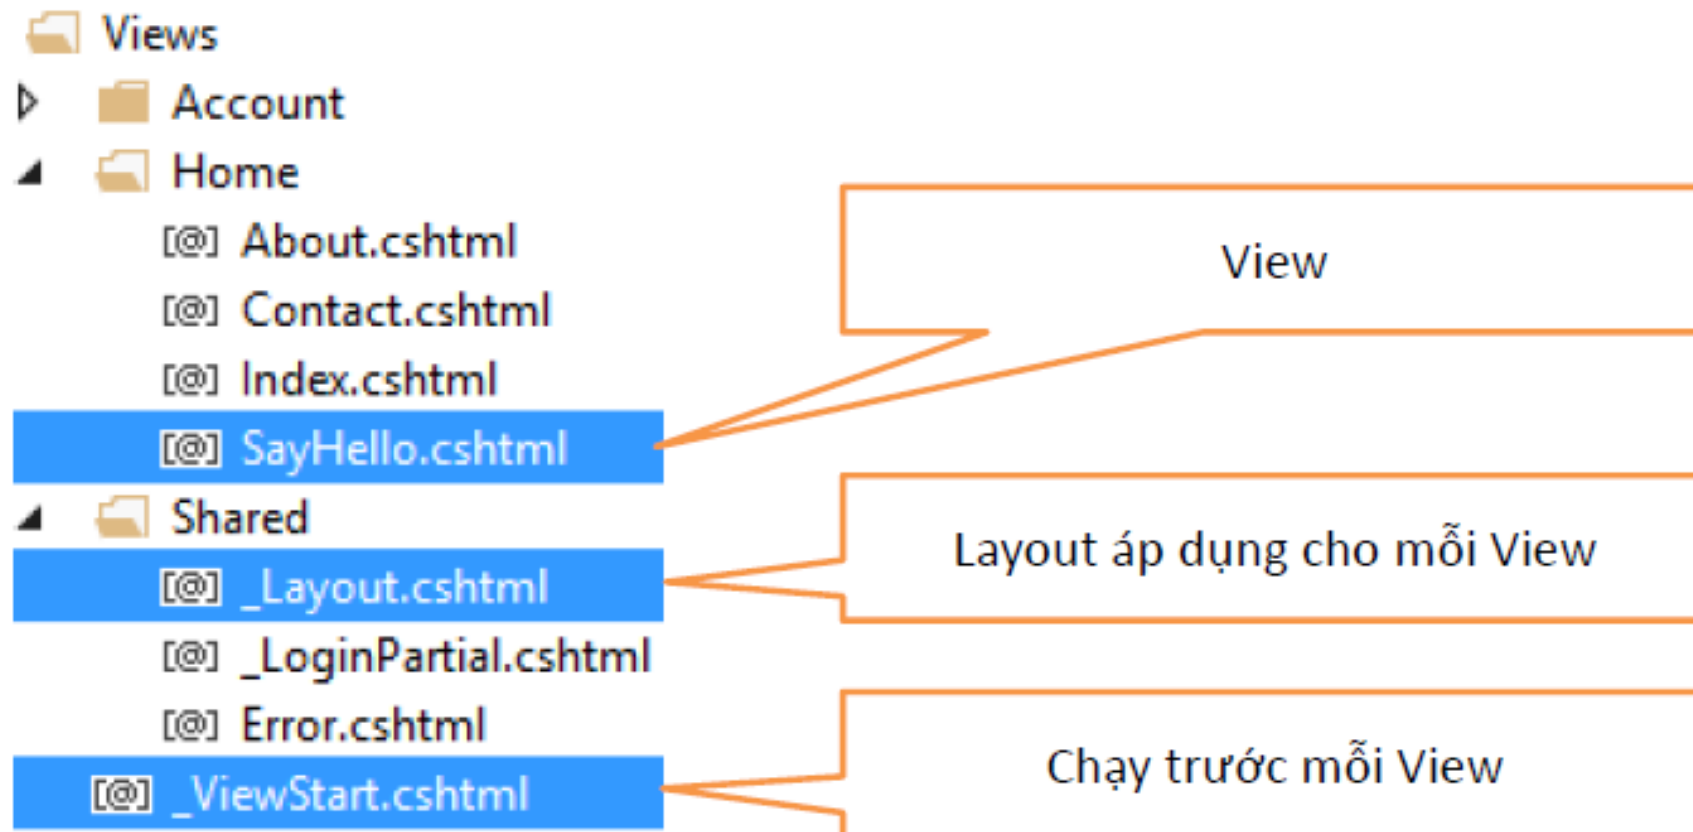 Views
Account
Home
[@] About.cshtml
[@] Contact.cshtml
[@] Index.cshtml
[@] SayHello.cshtml
Shared
[@] _Layout.cshtml
[@] _LoginPartial.cshtml
[@] Error.cshtml
[@] _ViewStart.cshtml
View
Layout áp dụng cho mỗi View
Chạy trước mỗi View